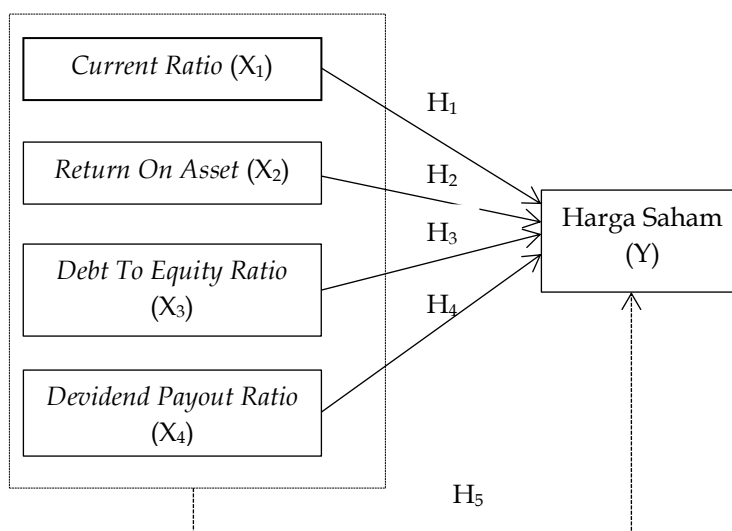 Current Ratio (X₁)
H₁
Return On Asset (X₂)
H₂
Harga Saham
(Y)
H₃
Debt To Equity Ratio
(X₃)
H₄
Devidend Payout Ratio
(X₄)
H₅